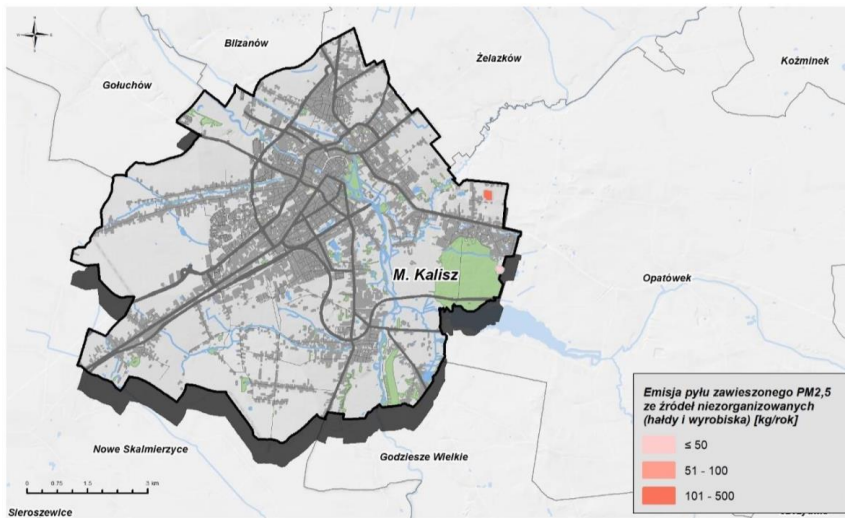 Blizanów
Żelazków
Koźminek
Gołuchów
M. Kalisz
Opatówek
Emisja pyłu zawieszonego PM2,5
ze źródeł niezorganizowanych
(hałdy i wyrobiska) [kg/rok]
≤ 50
51 - 100
101 - 500
Nowe Skalmierzyce
Godziesze Wielkie
0 0.75 1.5 3 km
Sieroszewice